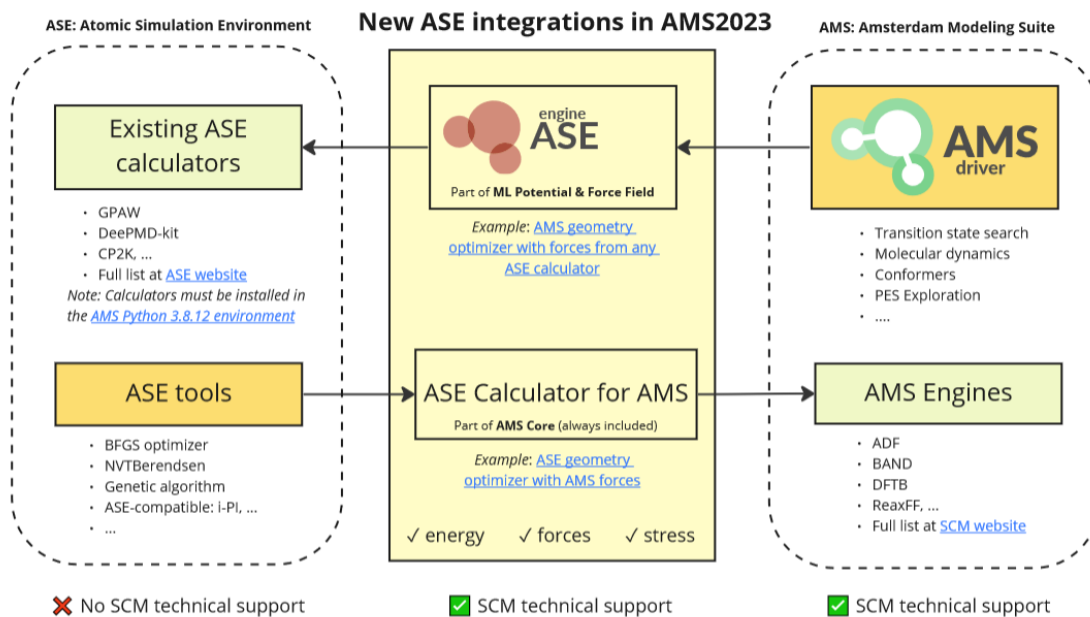 New ASE integrations in AMS2023
ASE: Atomic Simulation Environment
Existing ASE
calculators
· GPAW
· DeePMD-kit
· CP2K, ...
· Full list at ASE website
Note: Calculators must be installed in
the AMS Python 3.8.12 environment
ASE tools
· BFGS optimizer
· NVTBerendsen
· Genetic algorithm
· ASE-compatible: i-PI, ...
· ...
❌ No SCM technical support
engine
ASE
Part of ML Potential & Force Field
Example: AMS geometry
optimizer with forces from any
ASE calculator
ASE Calculator for AMS
Part of AMS Core (always included)
Example: ASE geometry
optimizer with AMS forces
✓ energy ✓ forces ✓ stress
✅ SCM technical support
AMS: Amsterdam Modeling Suite
AMS
driver
· Transition state search
· Molecular dynamics
· Conformers
· PES Exploration
· ....
AMS Engines
· ADF
· BAND
· DFTB
· ReaxFF, ...
· Full list at SCM website
✅ SCM technical support